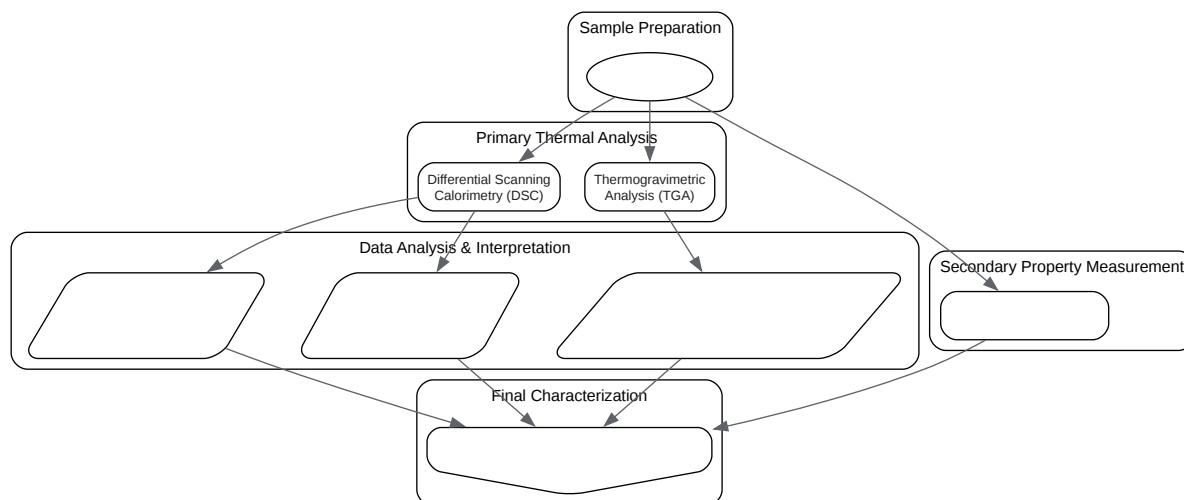 Sample Preparation
Primary Thermal Analysis
Differential Scanning
Calorimetry (DSC)
Thermogravimetric
Analysis (TGA)
Data Analysis & Interpretation
Secondary Property Measurement
Final Characterization